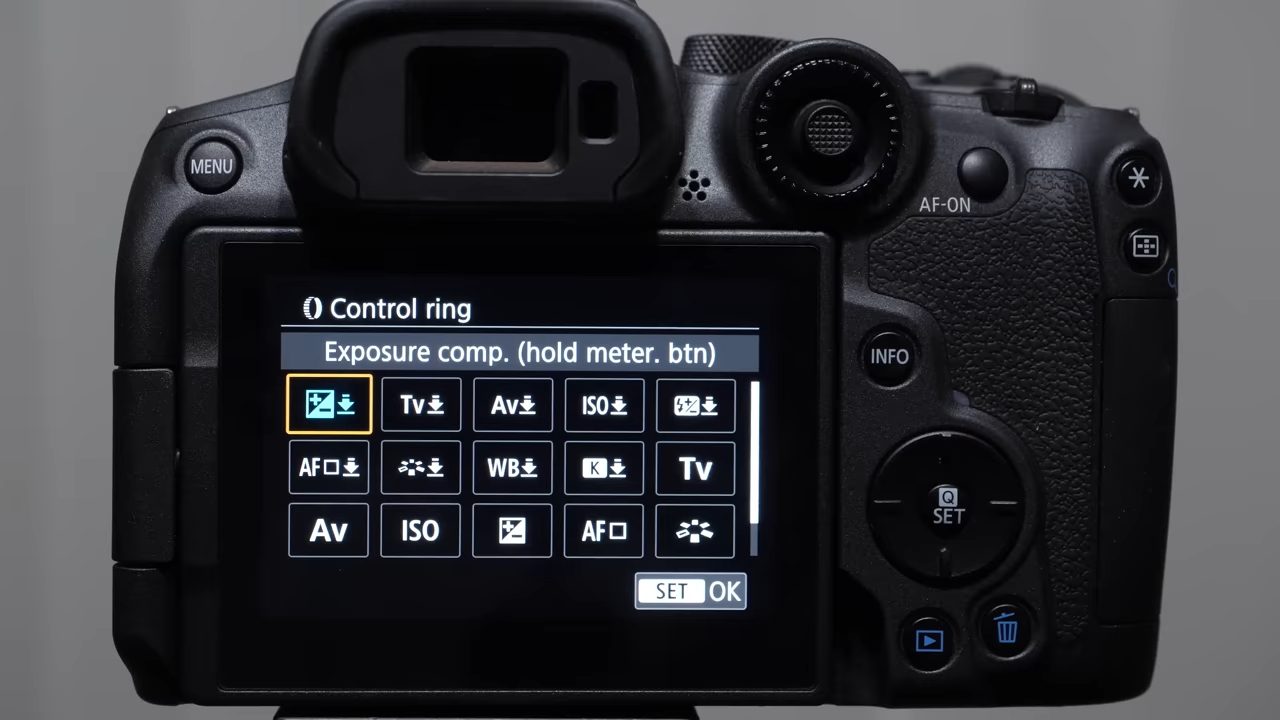 MENU
AF-ON
Control ring
Exposure comp. (hold meter. btn)
Tv Av ISO
AF WB K Tv
Av ISO AF
SET OK
INFO
Q
SET